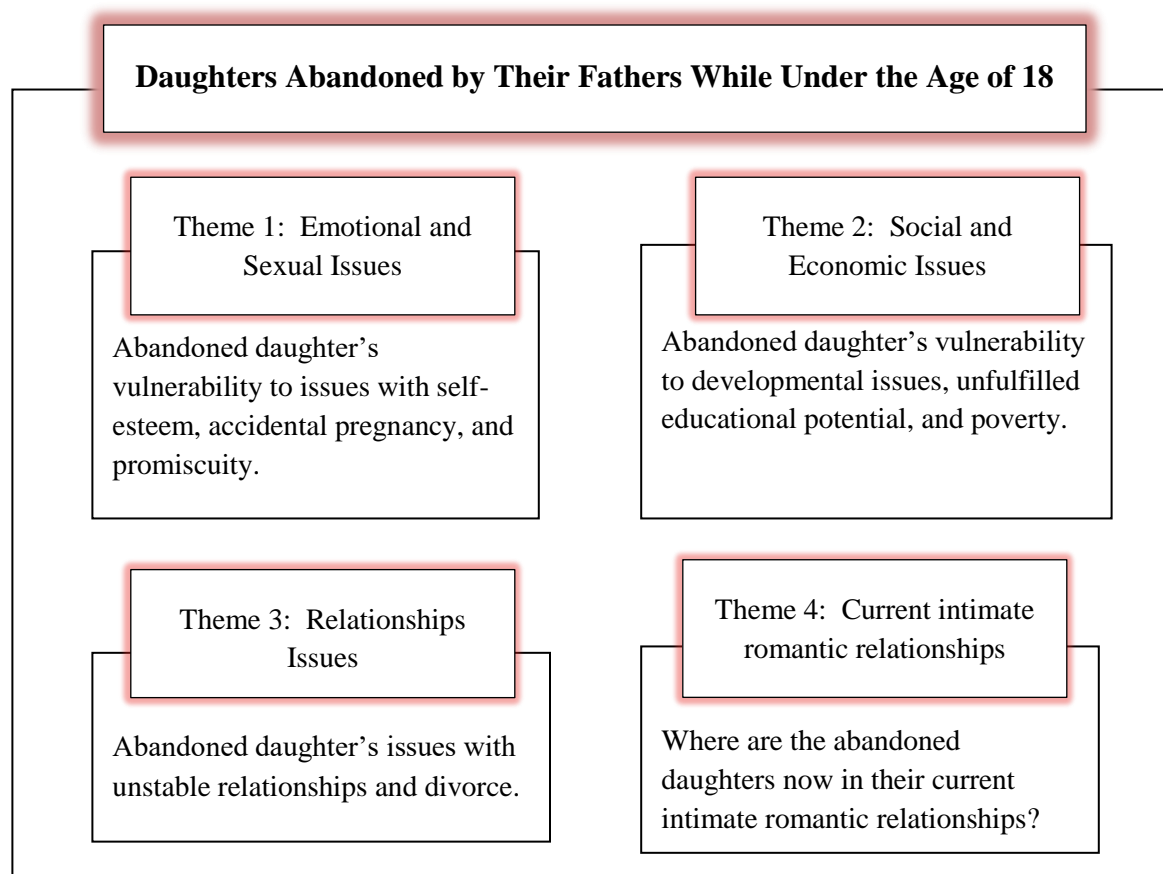 Daughters Abandoned by Their Fathers While Under the Age of 18
Theme 1:  Emotional and
Sexual Issues
Abandoned daughter’s
vulnerability to issues with self-
esteem, accidental pregnancy, and
promiscuity.
Theme 2:  Social and
Economic Issues
Abandoned daughter’s vulnerability
to developmental issues, unfulfilled
educational potential, and poverty.
Theme 3:  Relationships
Issues
Abandoned daughter’s issues with
unstable relationships and divorce.
Theme 4:  Current intimate
romantic relationships
Where are the abandoned
daughters now in their current
intimate romantic relationships?